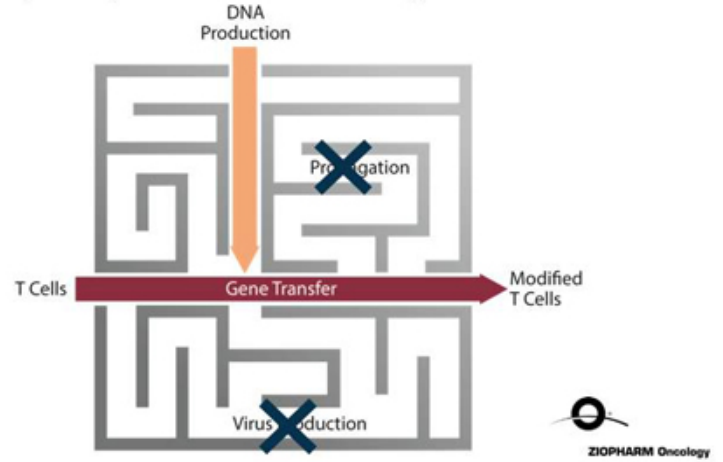 DNA
Production
Propagation
T Cells
Gene Transfer
Modified
T Cells
Virus Production
ZIOPHARM Oncology